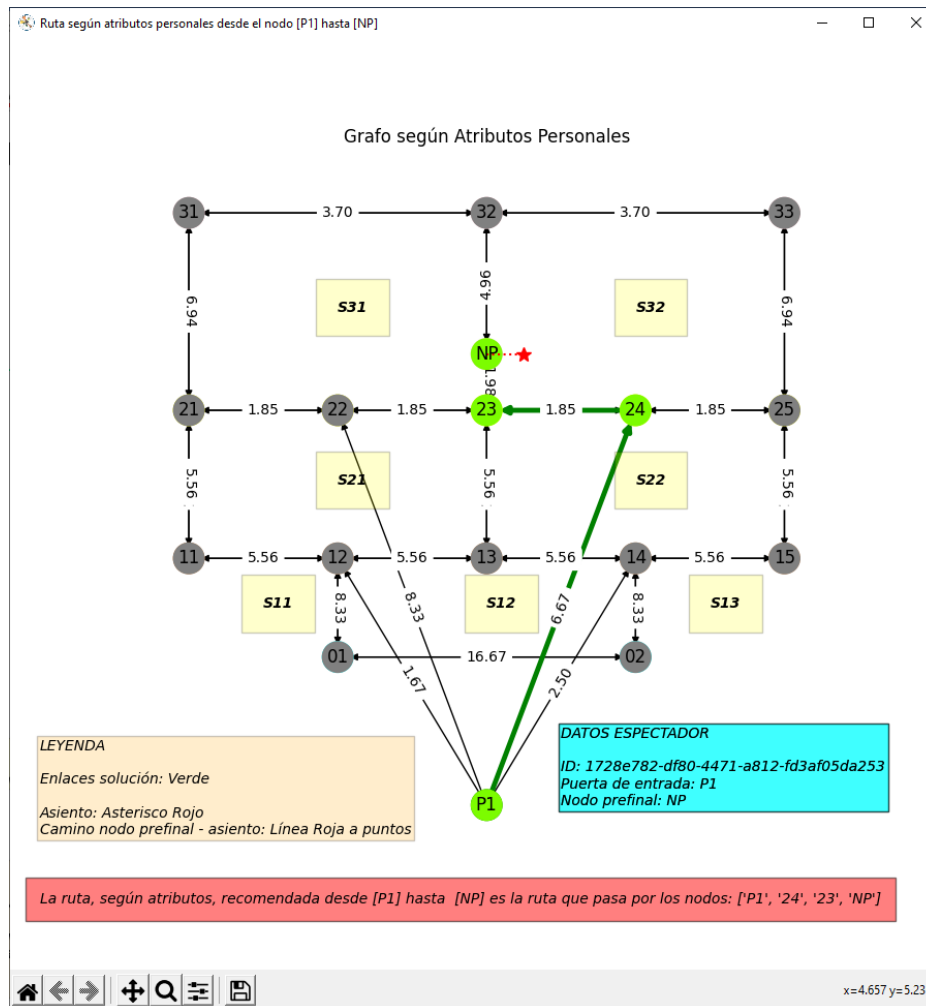 Ruta según atributos personales desde el nodo [P1] hasta [NP]
Grafo según Atributos Personales
31 3.70 32 3.70 33
6.94 4.96 6.94
S31 S32
NP
1.98
21 1.85 22 1.85 23 1.85 24 1.85 25
5.56 S21 5.56 S22 5.56
11 5.56 12 5.56 13 5.56 14 5.56 15
S11 8.33 8.33 S12 6.67 8.33 S13
01 16.67 02
1.67 2.50
LEYENDA
Enlaces solución: Verde
Asiento: Asterisco Rojo
Camino nodo prefinal - asiento: Línea Roja a puntos
P1
DATOS ESPECTADOR
ID: 1728e782-df80-4471-a812-fd3af05da253
Puerta de entrada: P1
Nodo prefinal: NP
La ruta, según atributos, recomendada desde [P1] hasta  [NP] es la ruta que pasa por los nodos: ['P1', '24', '23', 'NP']
x=4.657 y=5.23